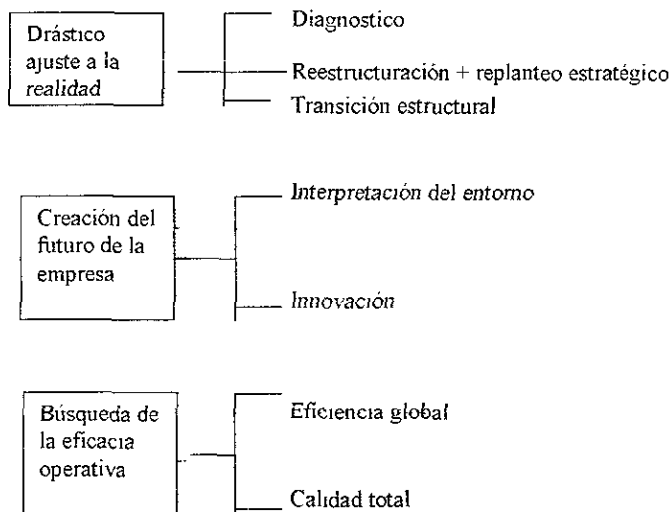 Drástico
ajuste a la
realidad
Diagnostico
Reestructuración + replanteo estratégico
Transición estructural
Creación del
futuro de la
empresa
Interpretación del entorno
Innovación
Búsqueda de
la eficacia
operativa
Eficiencia global
Calidad total